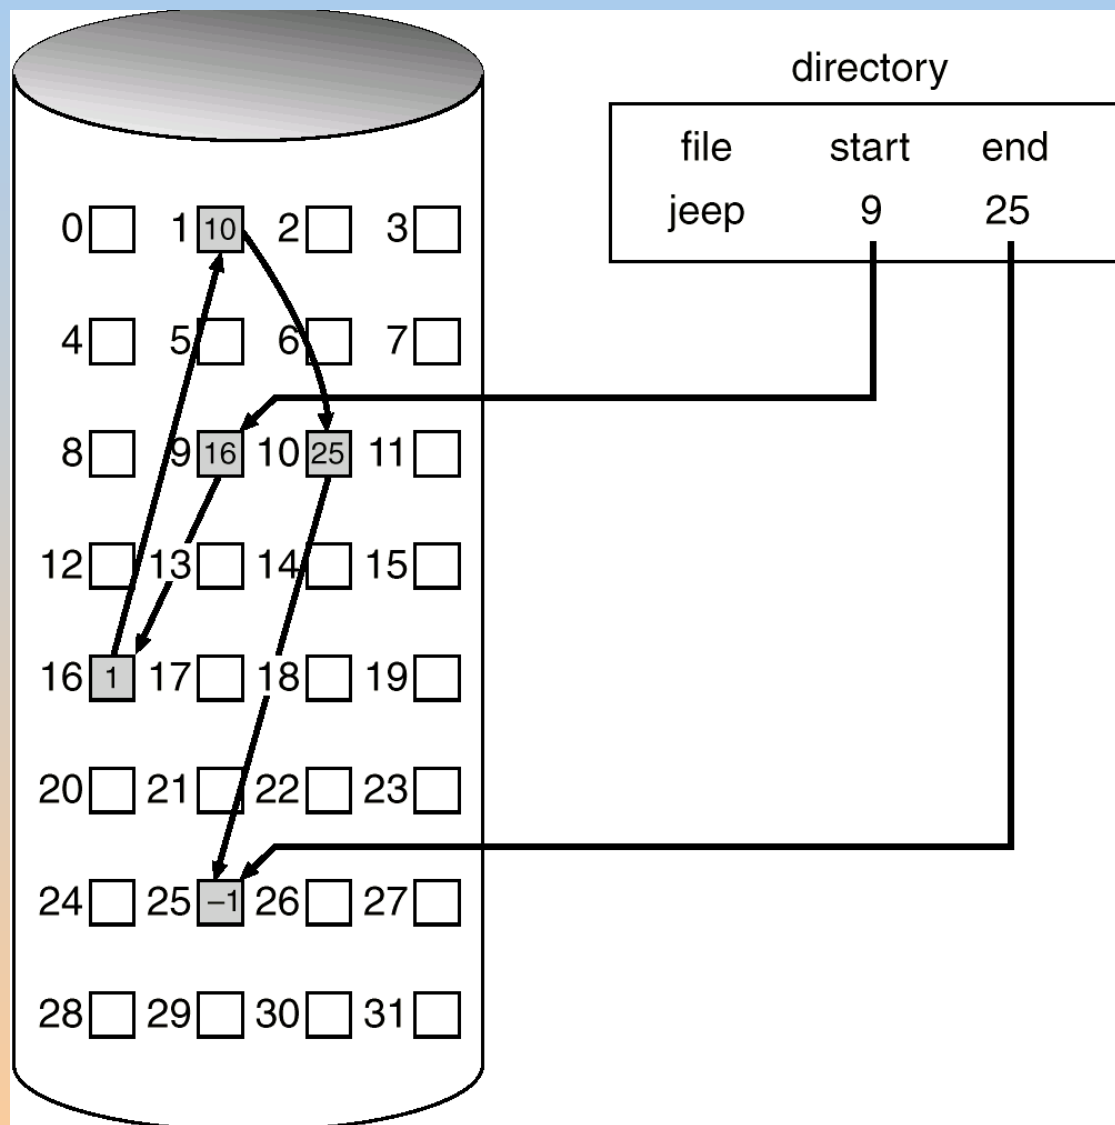 directory
file start end
jeep 9 25
0 1 10 2 3
4 5 6 7
8 9 16 10 25 11
12 13 14 15
16 1 17 18 19
20 21 22 23
24 25 –1 26 27
28 29 30 31